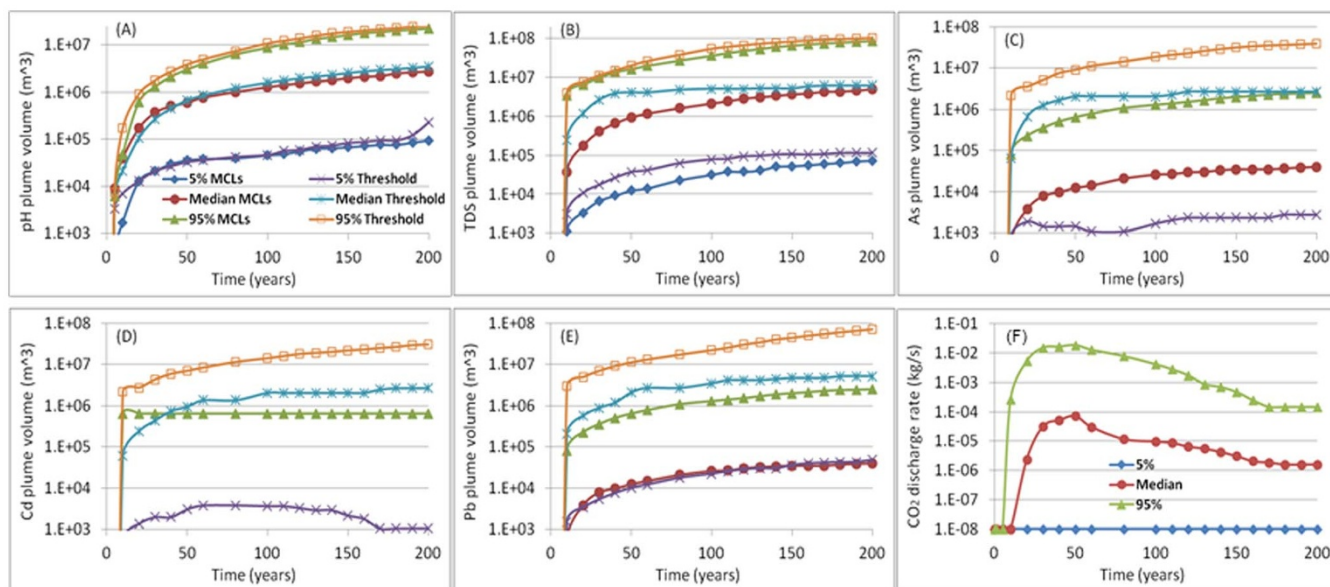 (A)
pH plume volume (m^3)
1.E+07
1.E+06
1.E+05
1.E+04
1.E+03
5% MCLs
5% Threshold
Median MCLs
Median Threshold
95% MCLs
95% Threshold
0 50 100 150 200
Time (years)
(B)
TDS plume volume (m^3)
1.E+08
1.E+07
1.E+06
1.E+05
1.E+04
1.E+03
0 50 100 150 200
Time (years)
(C)
As plume volume (m^3)
1.E+08
1.E+07
1.E+06
1.E+05
1.E+04
1.E+03
0 50 100 150 200
Time (years)
(D)
Cd plume volume (m^3)
1.E+08
1.E+07
1.E+06
1.E+05
1.E+04
1.E+03
0 50 100 150 200
Time (years)
(E)
Pb plume volume (m^3)
1.E+08
1.E+07
1.E+06
1.E+05
1.E+04
1.E+03
0 50 100 150 200
Time (years)
(F)
CO2 discharge rate (kg/s)
1.E-01
1.E-02
1.E-03
1.E-04
1.E-05
1.E-06
1.E-07
1.E-08
5%
Median
95%
0 50 100 150 200
Time (years)